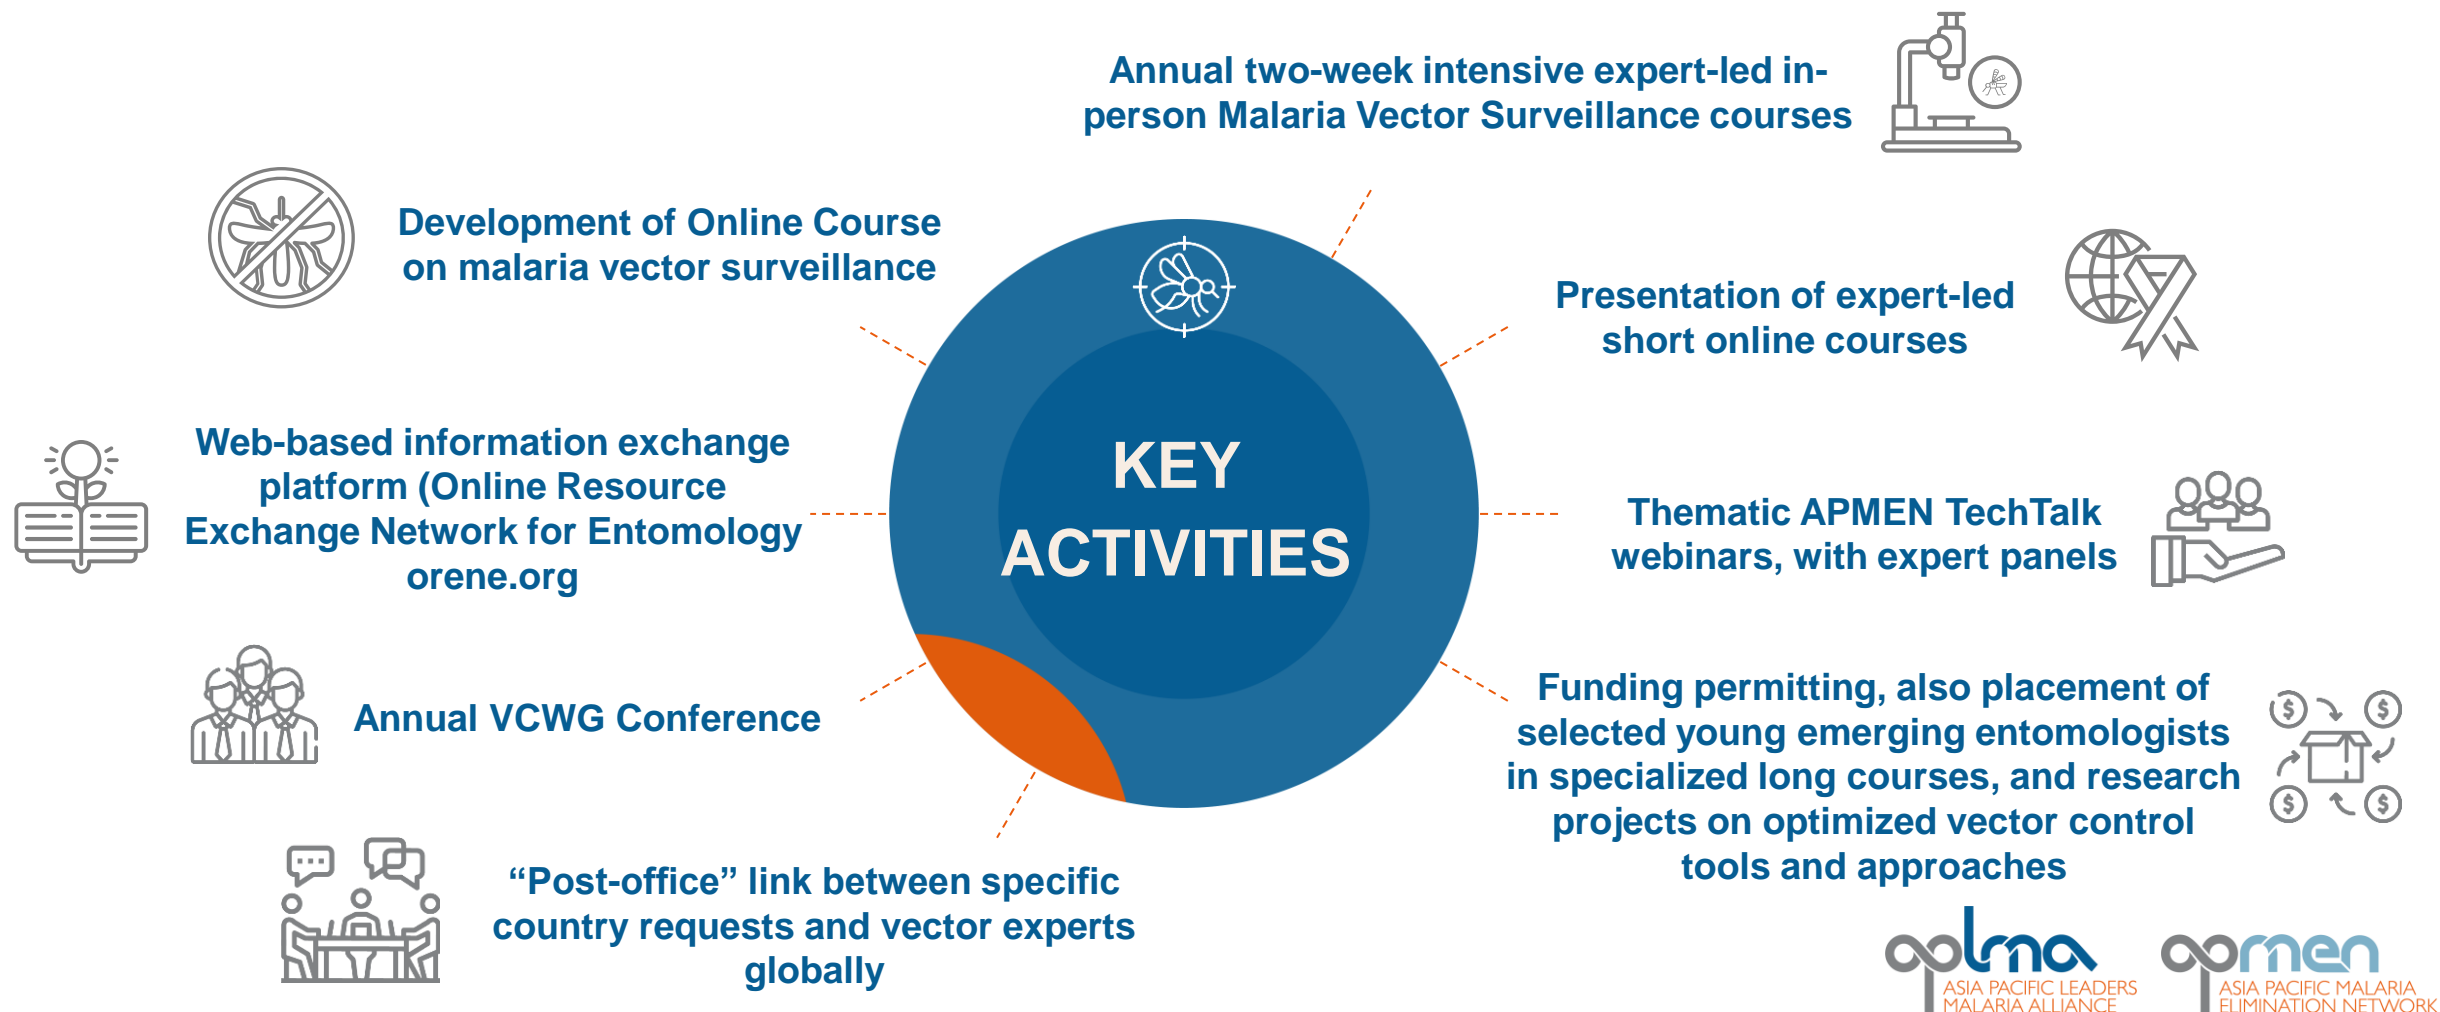 Annual two-week intensive expert-led in-
person Malaria Vector Surveillance courses
Development of Online Course
on malaria vector surveillance
Presentation of expert-led
short online courses
Web-based information exchange
platform (Online Resource
Exchange Network for Entomology
orene.org
KEY
ACTIVITIES
Thematic APMEN TechTalk
webinars, with expert panels
Annual VCWG Conference
Funding permitting, also placement of
selected young emerging entomologists
in specialized long courses, and research
projects on optimized vector control
tools and approaches
“Post-office” link between specific
country requests and vector experts
globally
aplma
ASIA PACIFIC LEADERS
MALARIA ALLIANCE
apmen
ASIA PACIFIC MALARIA
ELIMINATION NETWORK